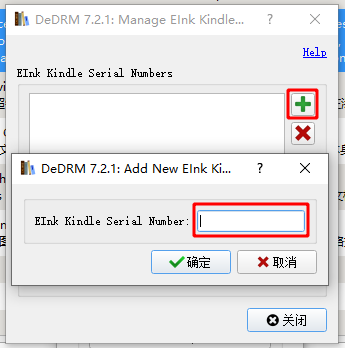 DeDRM 7.2.1: Manage EInk Kindle...
Help
EInk Kindle Serial Numbers
DeDRM 7.2.1: Add New EInk Ki...
EInk Kindle Serial Number:
确定
取消
关闭